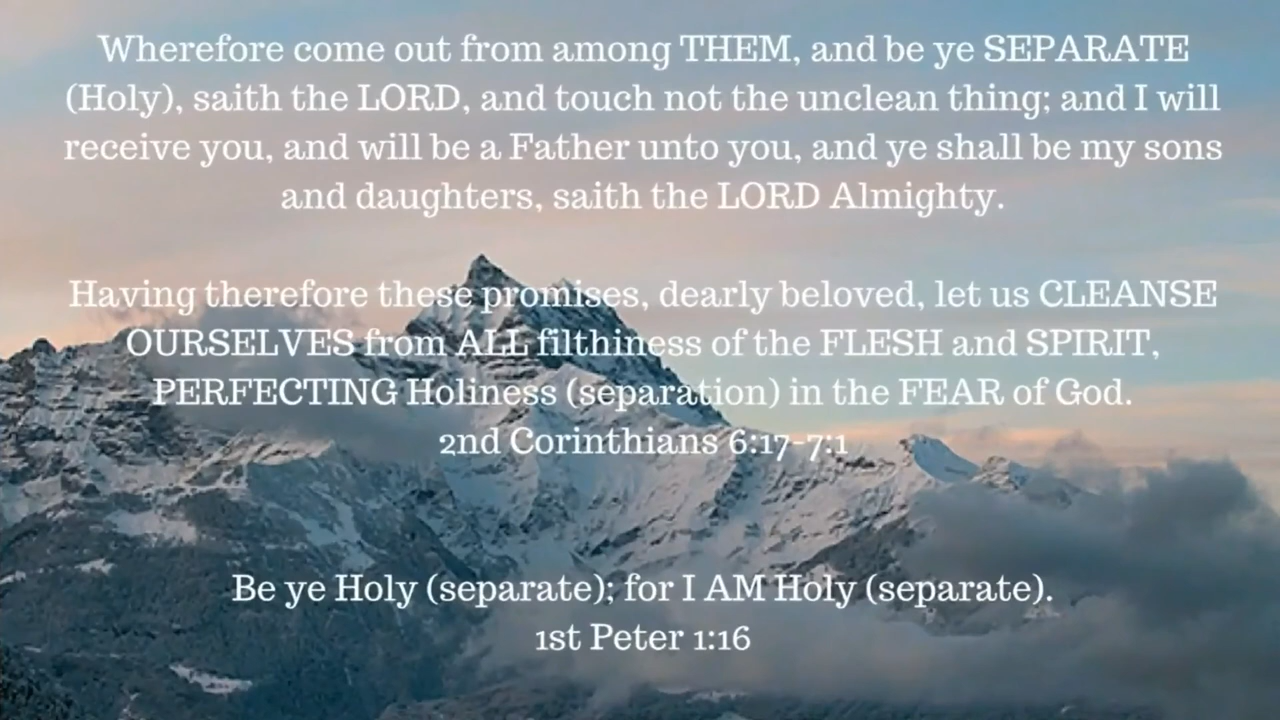 Wherefore come out from among THEM, and be ye SEPARATE
(Holy), saith the LORD, and touch not the unclean thing; and I will
receive you, and will be a Father unto you, and ye shall be my sons
and daughters, saith the LORD Almighty.
Having therefore these promises, dearly beloved, let us CLEANSE
OURSELVES from ALL filthiness of the FLESH and SPIRIT,
PERFECTING Holiness (separation) in the FEAR of God.
2nd Corinthians 6:17-7:1
Be ye Holy (separate); for I AM Holy (separate).
1st Peter 1:16